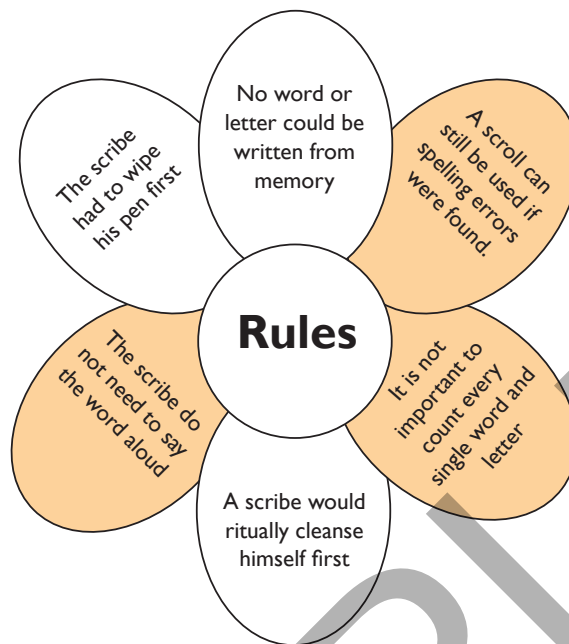 No word or
letter could be
written from
memory
A scroll can
still be used if
spelling errors
were found.
It is not
important to
count every
single word and
letter
A scribe would
ritually cleanse
himself first
The scribe do
not need to say
the word aloud
The scribe
had to wipe
his pen first
Rules